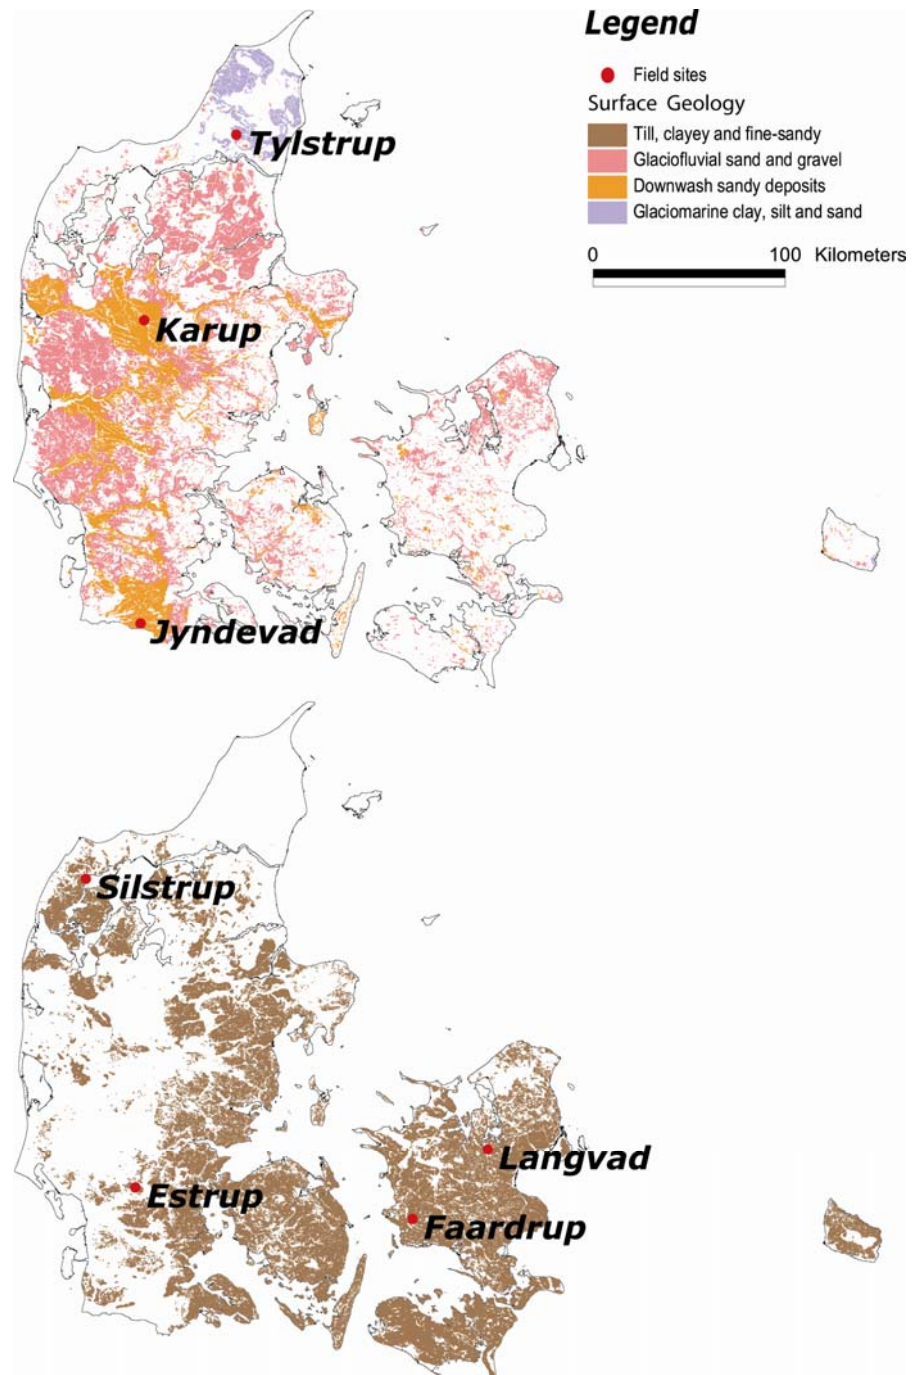 Legend
Field sites
Surface Geology
Till, clayey and fine-sandy
Glaciofluvial sand and gravel
Downwash sandy deposits
Glaciomarine clay, silt and sand
0 100 Kilometers
Tylstrup
Karup
Jyndevad
Silstrup
Langvad
Estrup
Faardrup